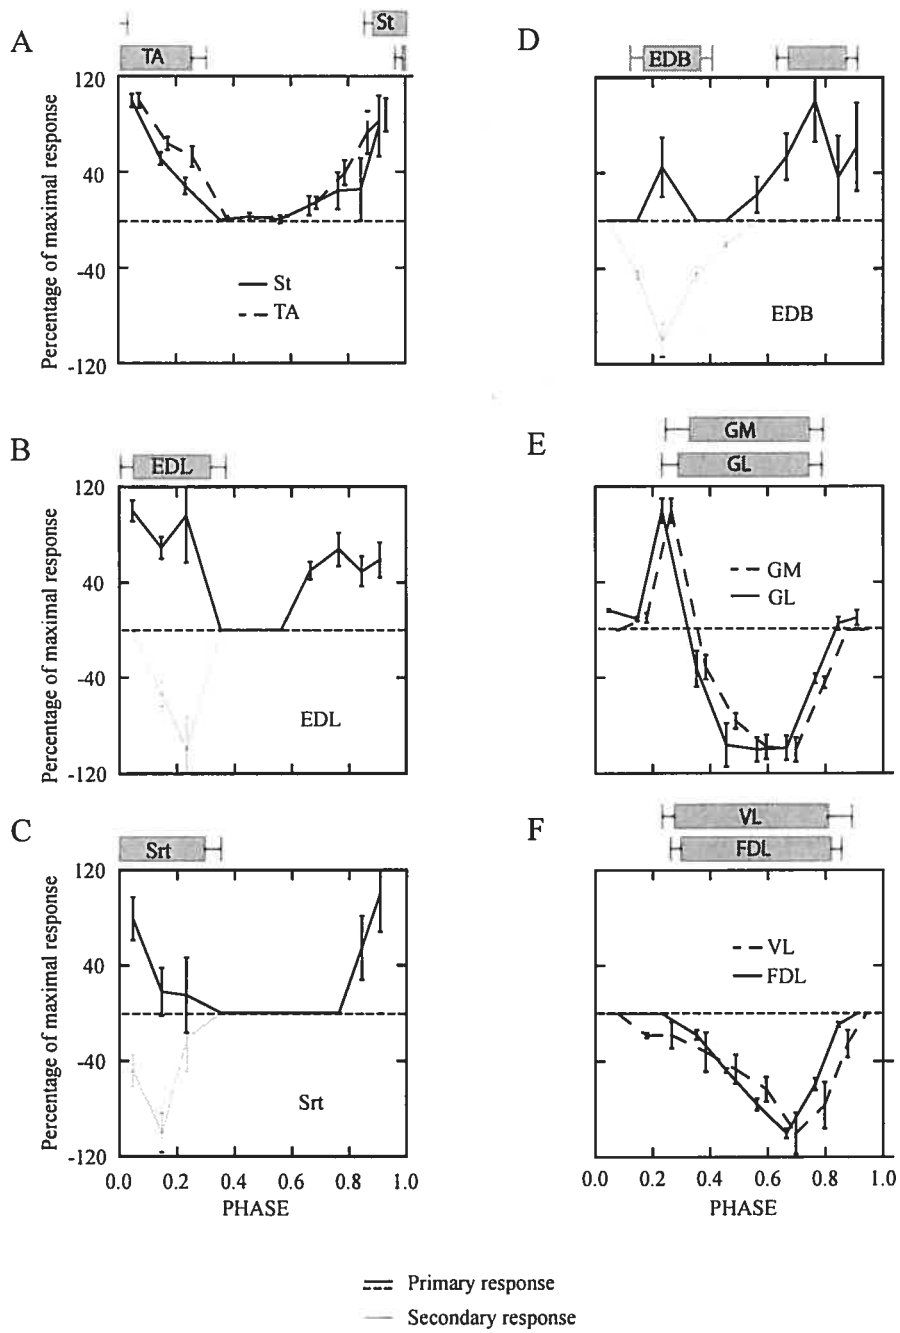 A
St
TA
Percentage of maximal response
120
40
0
-40
-120
St
TA
B
EDL
Percentage of maximal response
120
40
0
-40
-120
EDL
C
Srt
Percentage of maximal response
120
40
0
-40
-120
Srt
0.0 0.2 0.4 0.6 0.8 1.0
PHASE
D
EDB
EDB
E
GM
GL
GM
GL
F
VL
FDL
VL
FDL
0.0 0.2 0.4 0.6 0.8 1.0
PHASE
Primary response
Secondary response